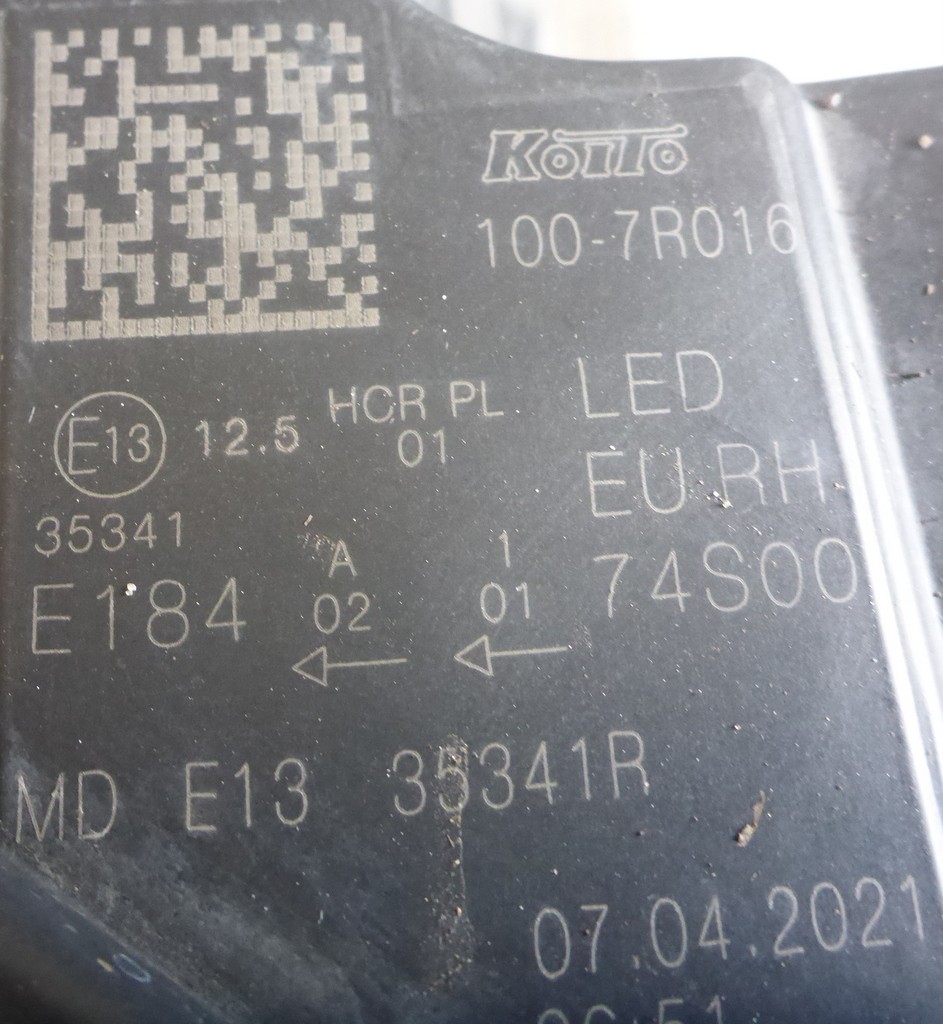 KOITO
100-7R016
E13 12.5 HCR PL LED
01
35341 EU RH
E184 A 1 74S00
02 01
MD E13 35341R
07.04.2021